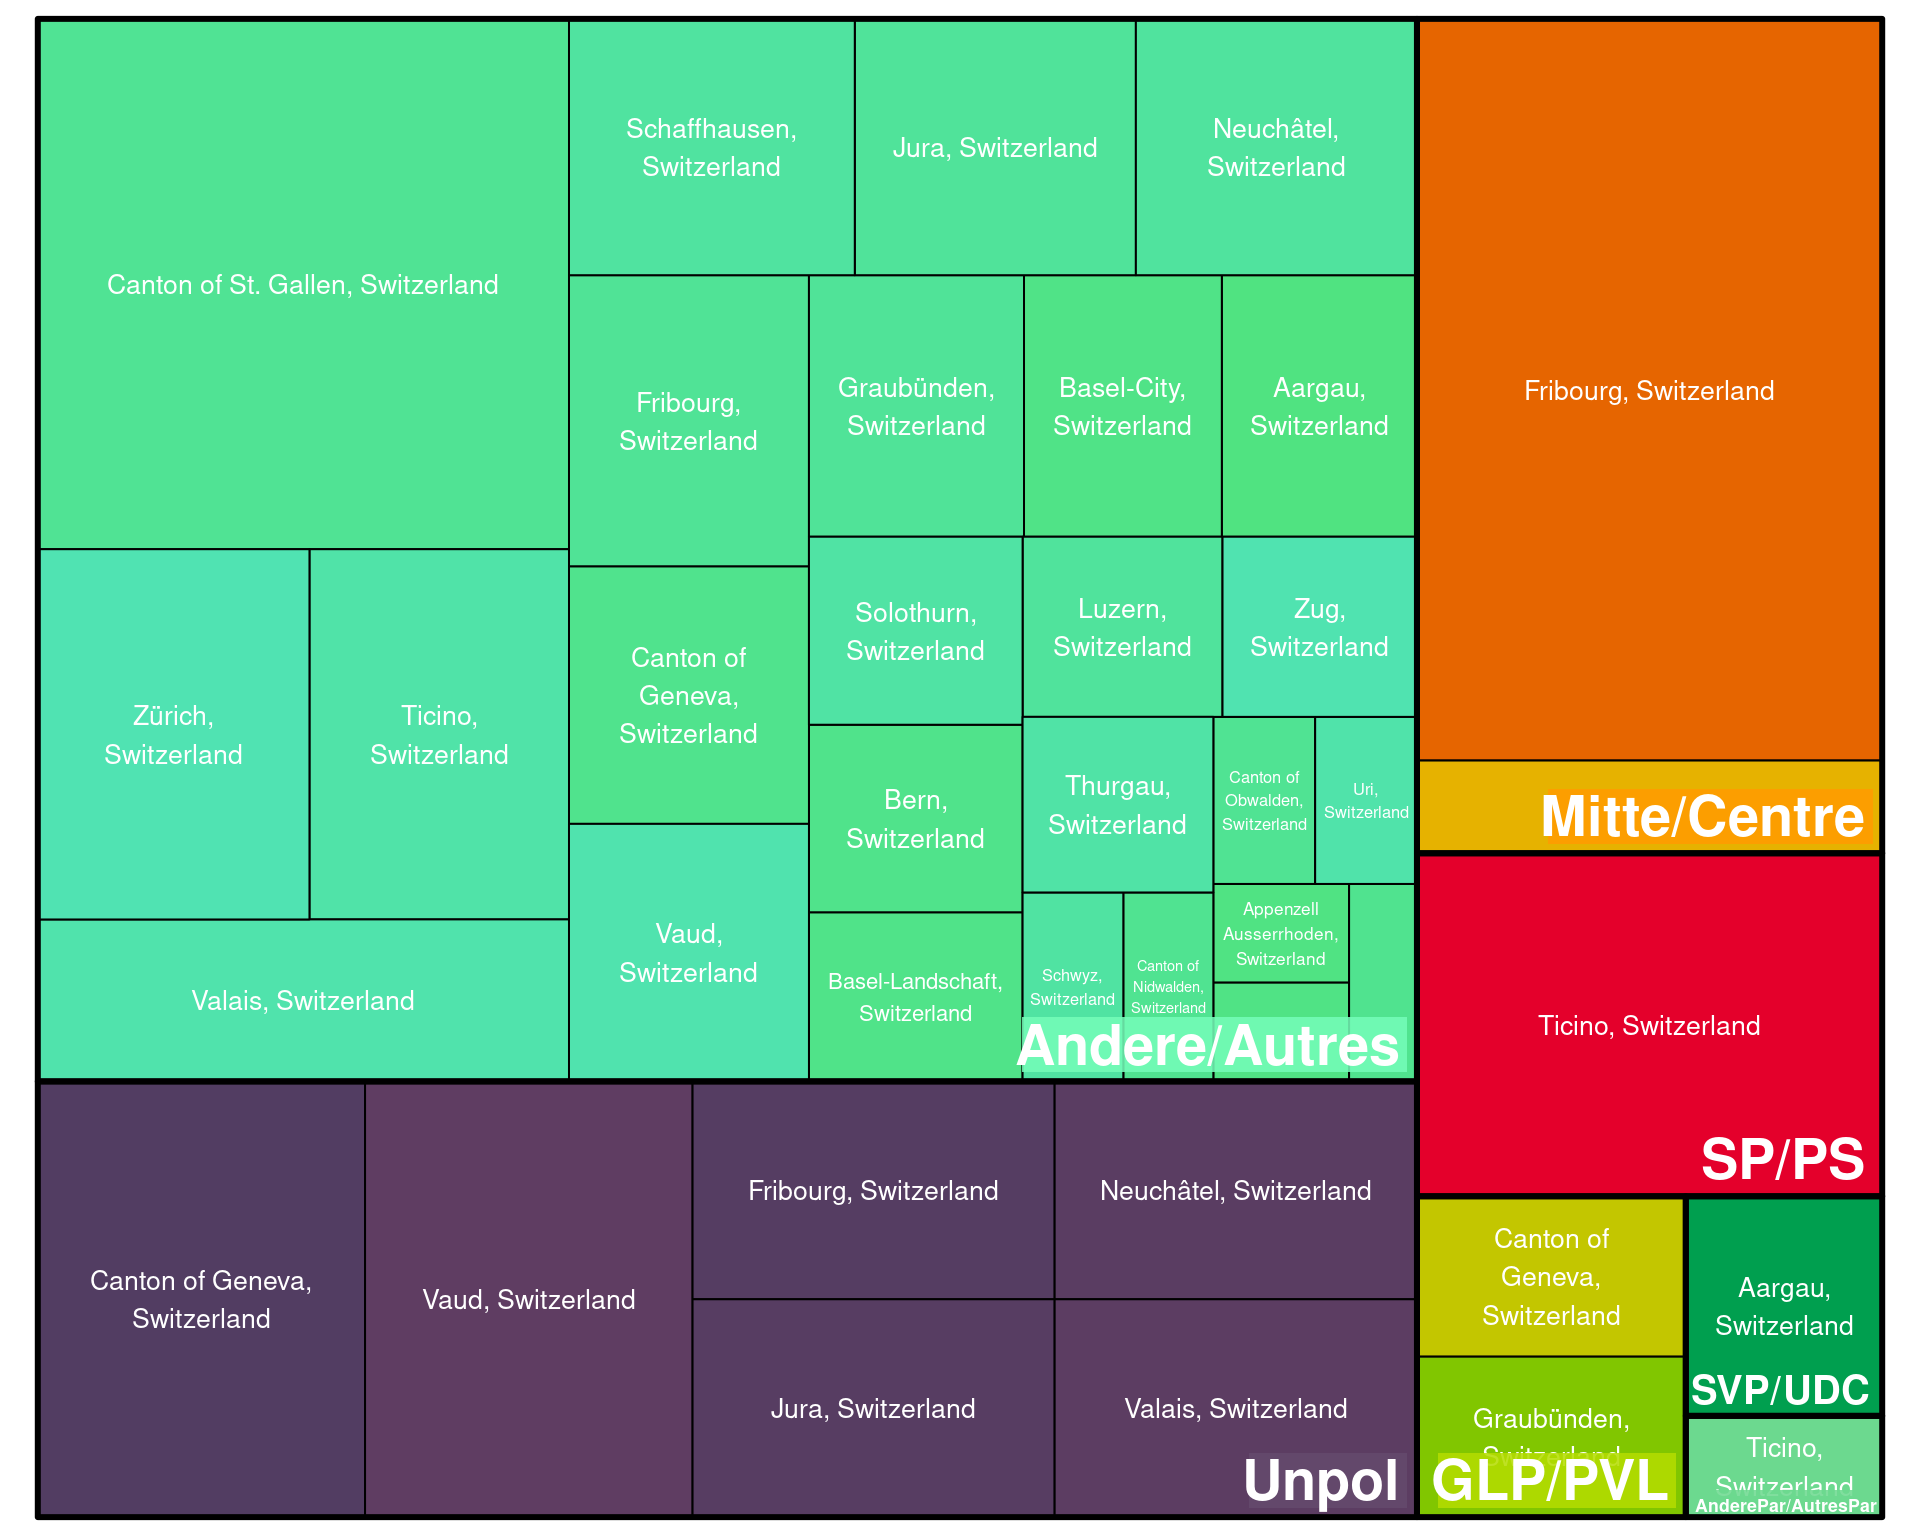 Canton of St. Gallen, Switzerland
Schaffhausen,
Switzerland
Jura, Switzerland
Neuchâtel,
Switzerland
Fribourg,
Switzerland
Graubünden,
Switzerland
Basel-City,
Switzerland
Aargau,
Switzerland
Zürich,
Switzerland
Ticino,
Switzerland
Valais, Switzerland
Canton of
Geneva,
Switzerland
Vaud,
Switzerland
Solothurn,
Switzerland
Luzern,
Switzerland
Zug,
Switzerland
Bern,
Switzerland
Basel-Landschaft,
Switzerland
Thurgau,
Switzerland
Canton of
Obwalden,
Switzerland
Uri,
Switzerland
Schwyz,
Switzerland
Canton of
Nidwalden,
Switzerland
Appenzell
Ausserrhoden,
Switzerland
Andere/Autres
Canton of Geneva,
Switzerland
Vaud, Switzerland
Fribourg, Switzerland
Neuchâtel, Switzerland
Jura, Switzerland
Valais, Switzerland
Unpol
Fribourg, Switzerland
Mitte/Centre
Ticino, Switzerland
SP/PS
Canton of
Geneva,
Switzerland
Graubünden,
Switzerland
GLP/PVL
Aargau,
Switzerland
SVP/UDC
Ticino,
Switzerland
AnderePar/AutresPar